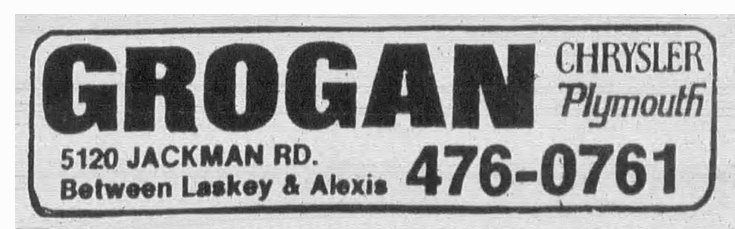 GROGAN CHRYSLER
Plymouth
5120 JACKMAN RD.
Between Laskey & Alexis 476-0761